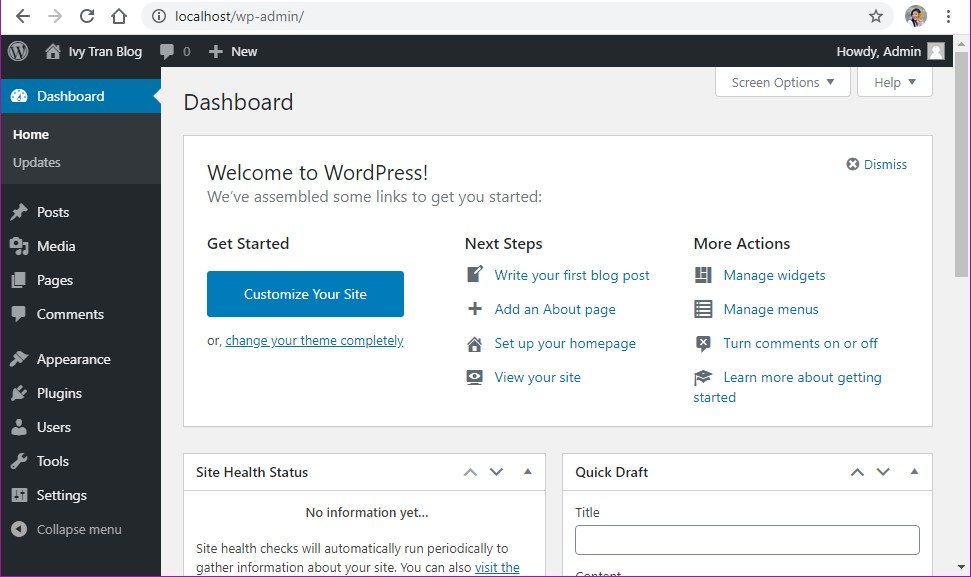 localhost/wp-admin/
Ivy Tran Blog 0 New Howdy, Admin
Dashboard
Home
Updates
Posts
Media
Pages
Comments
Appearance
Plugins
Users
Tools
Settings
Collapse menu
Screen Options Help
Dashboard
Welcome to WordPress!
We've assembled some links to get you started:
Dismiss
Get Started
Customize Your Site
or, change your theme completely
Next Steps
Write your first blog post
Add an About page
Set up your homepage
View your site
More Actions
Manage widgets
Manage menus
Turn comments on or off
Learn more about getting
started
Site Health Status
No information yet...
Site health checks will automatically run periodically to
gather information about your site. You can also visit the
Quick Draft
Title
Content